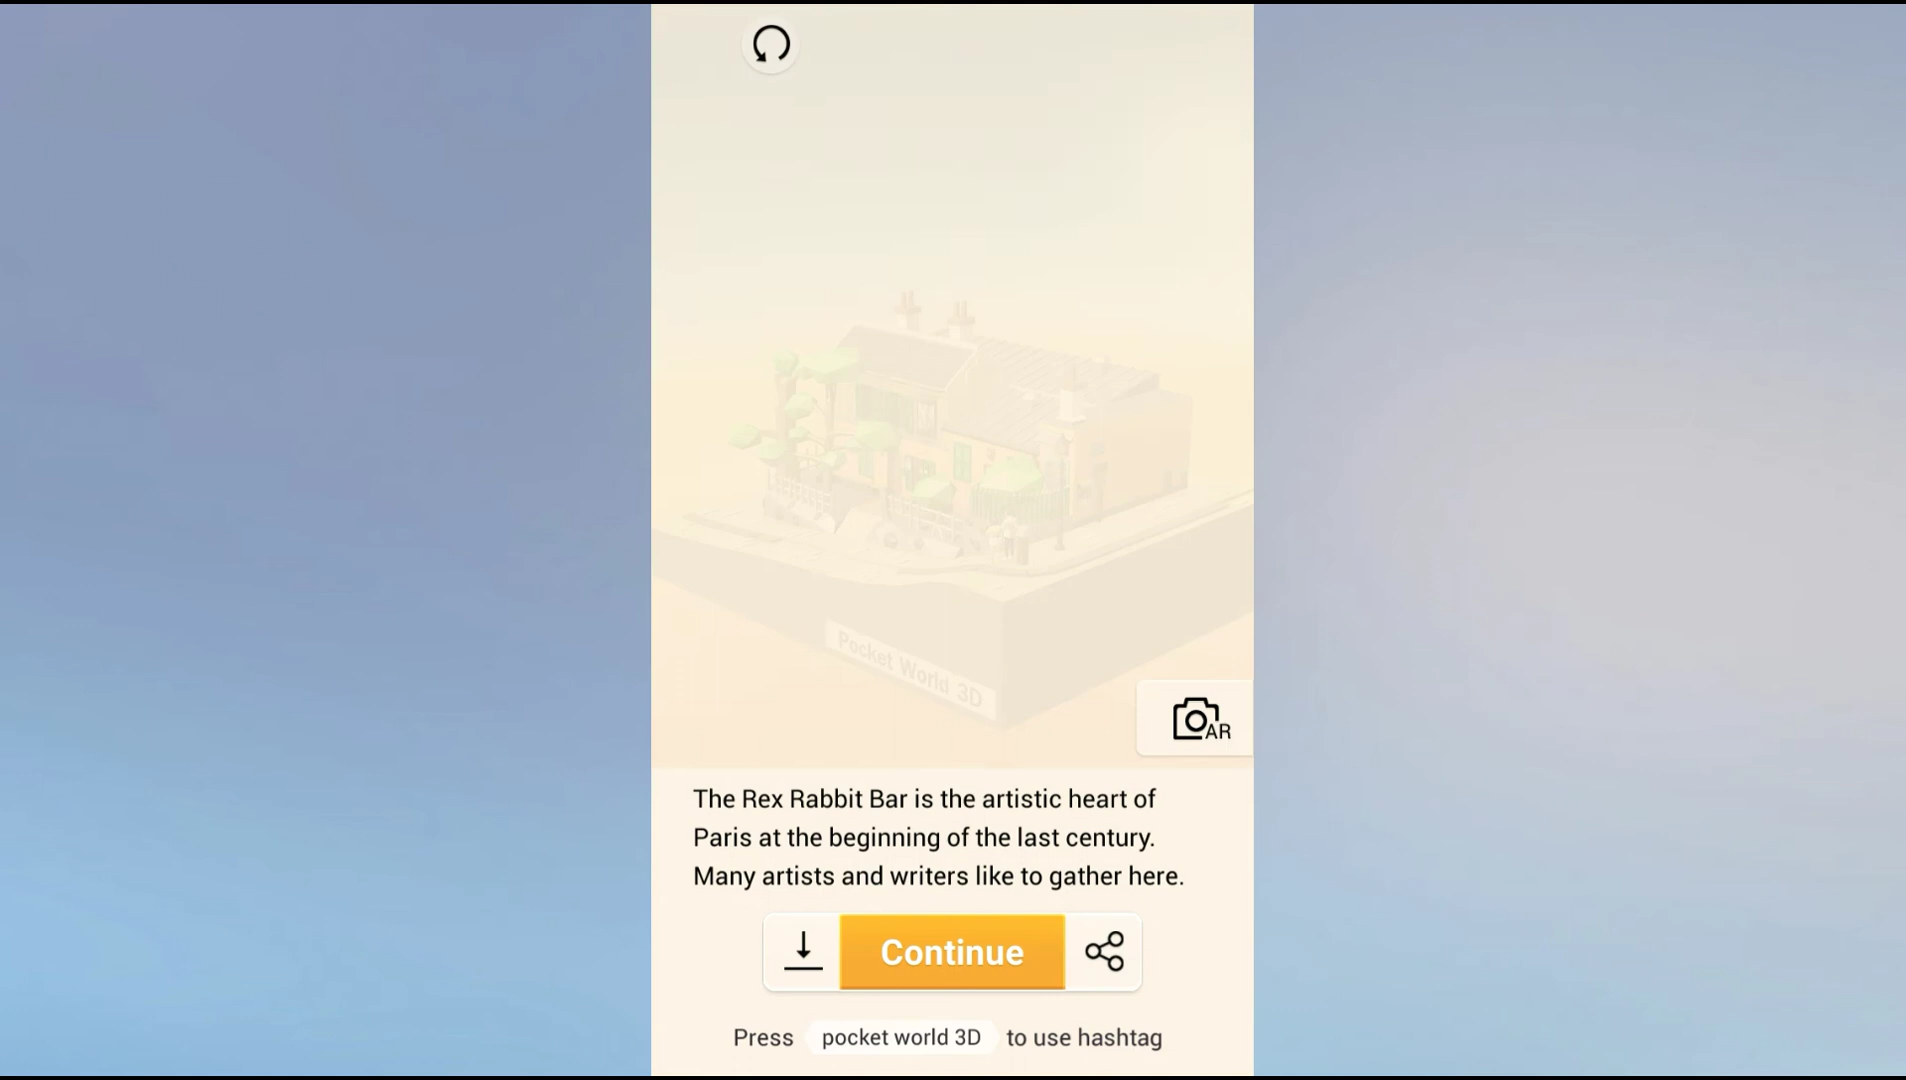 Pocket World 3D
AR
The Rex Rabbit Bar is the artistic heart of
Paris at the beginning of the last century.
Many artists and writers like to gather here.
Continue
Press pocket world 3D to use hashtag